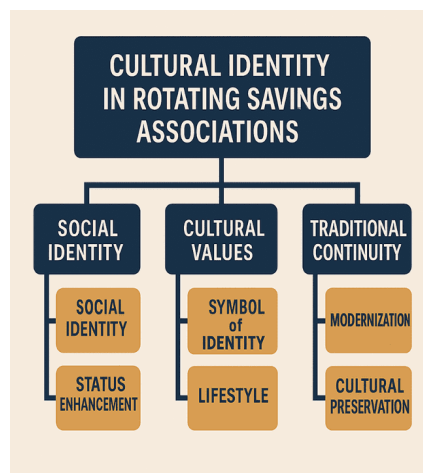 CULTURAL IDENTITY
IN ROTATING SAVINGS
ASSOCIATIONS
SOCIAL
IDENTITY
CULTURAL
VALUES
TRADITIONAL
CONTINUITY
SOCIAL
IDENTITY
STATUS
ENHANCEMENT
SYMBOL
of
IDENTITY
LIFESTYLE
MODERNIZATION
CULTURAL
PRESERVATION